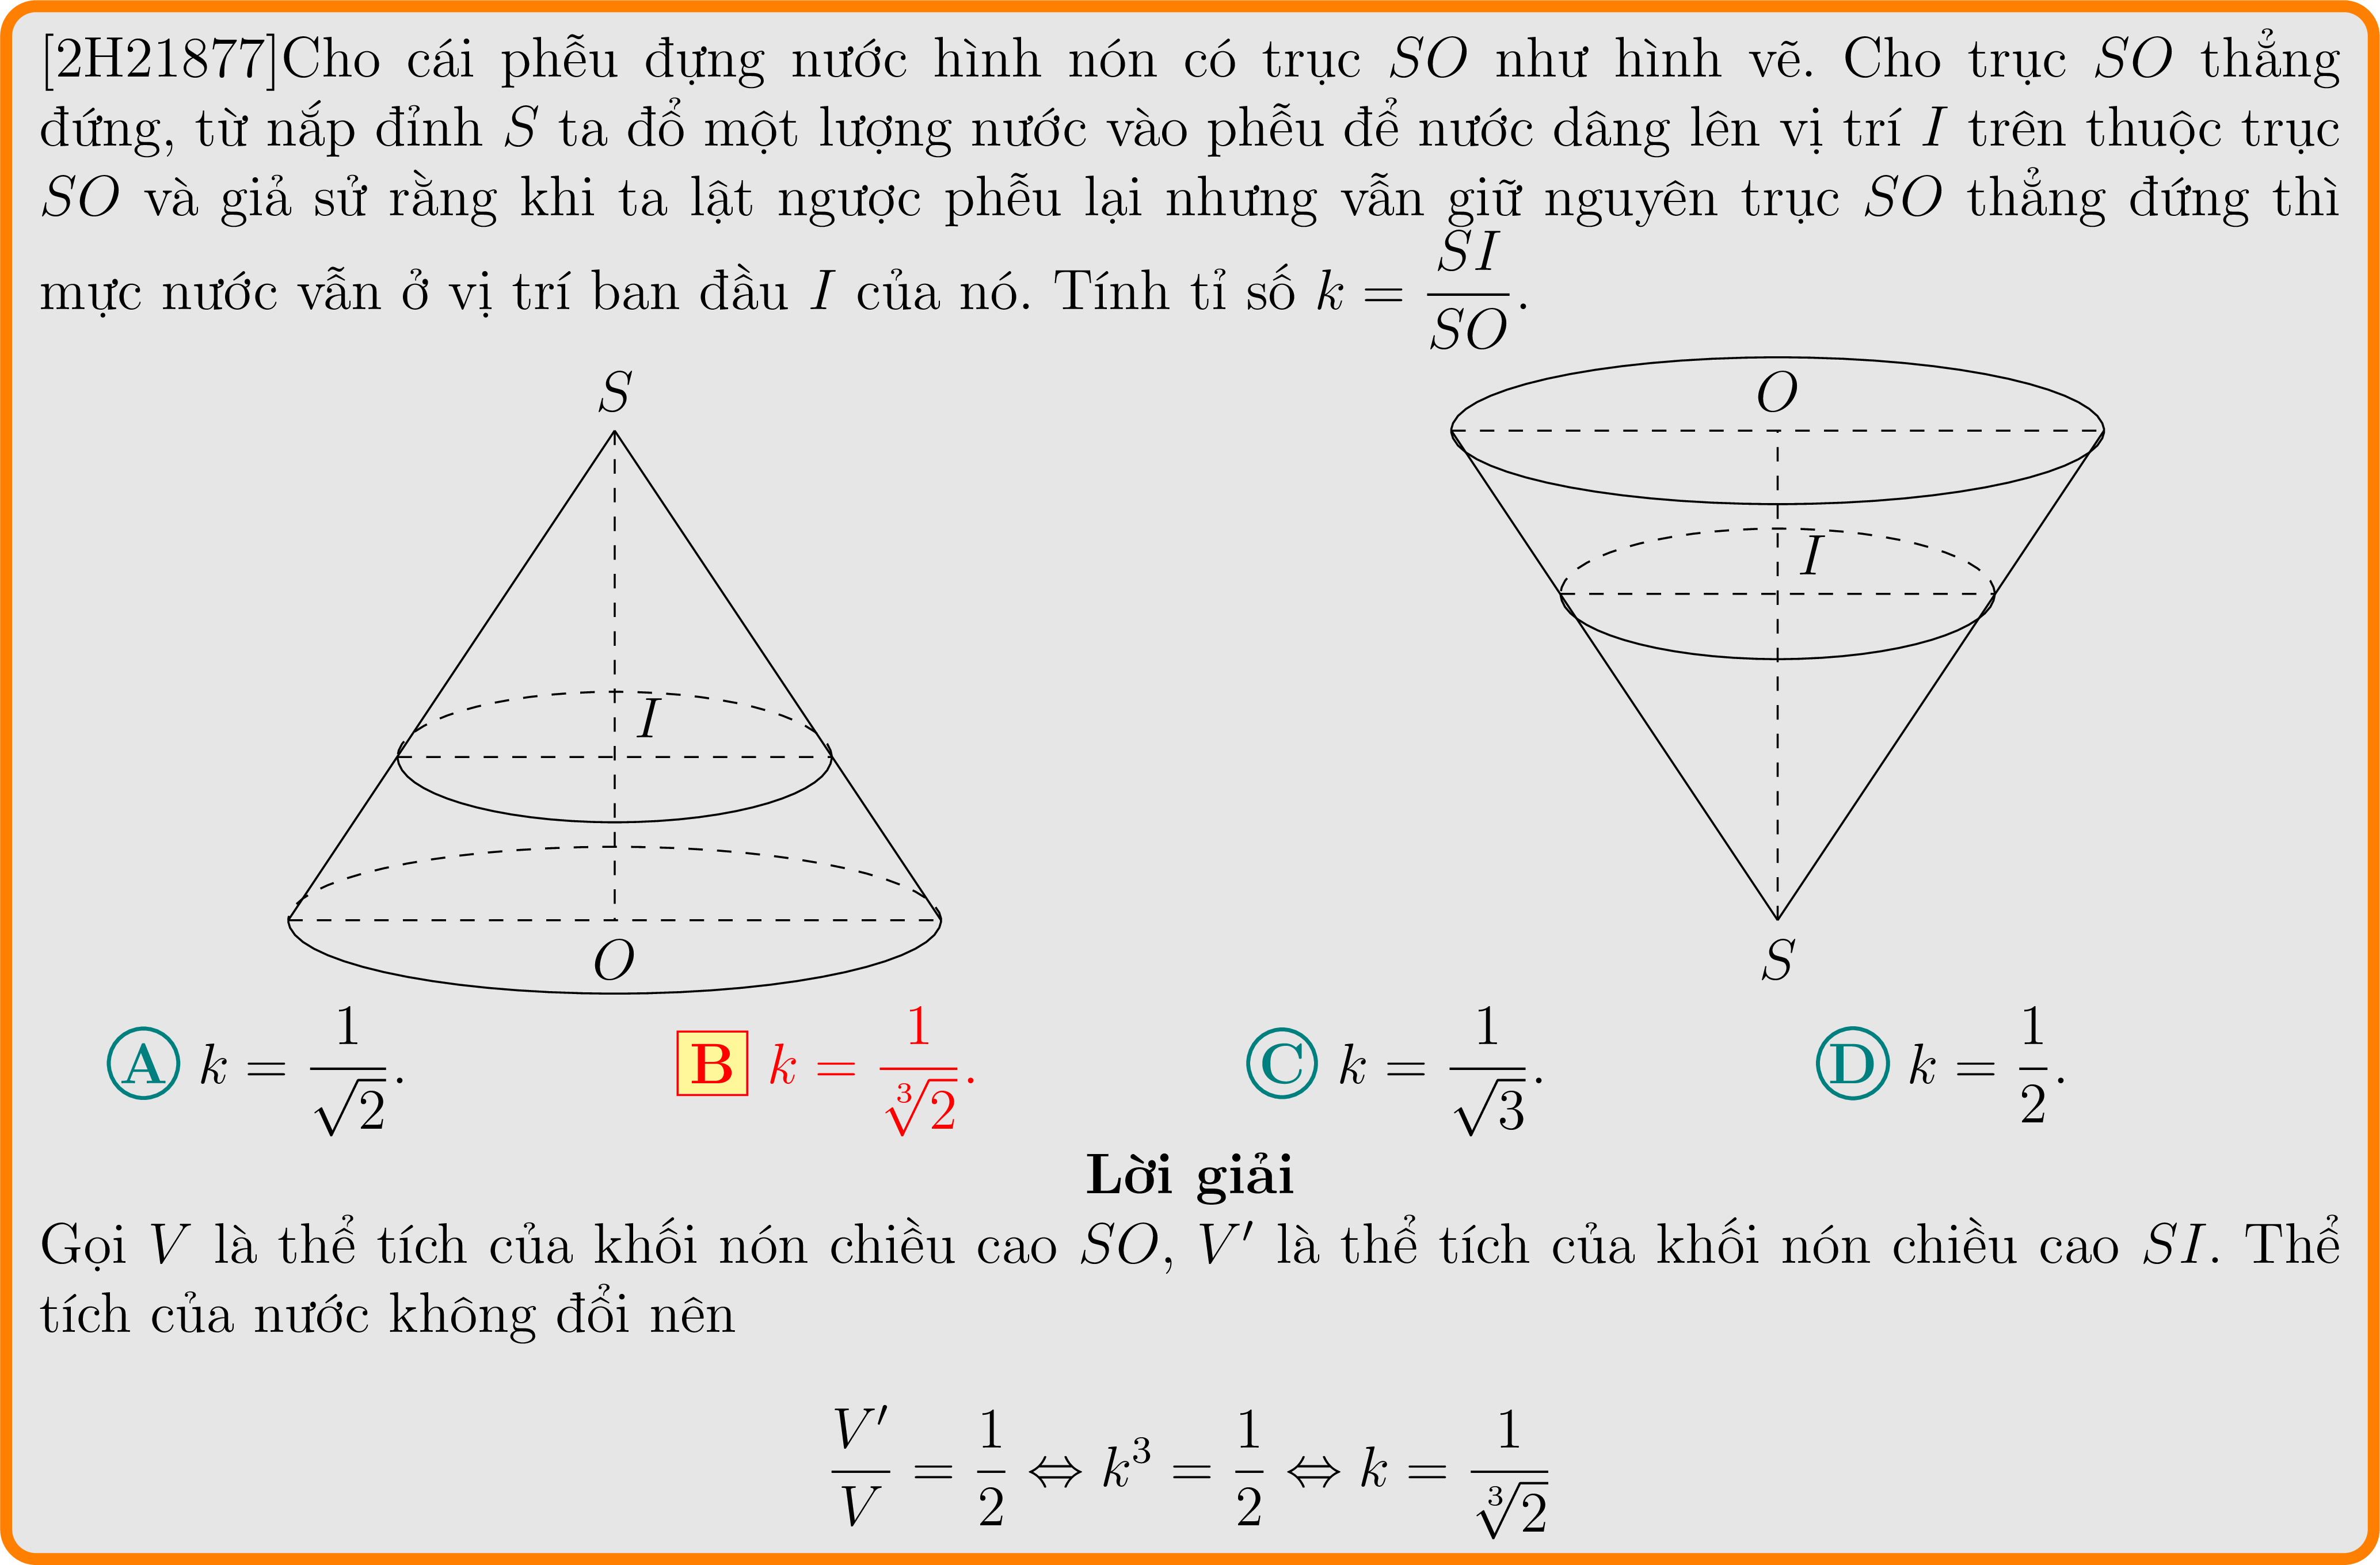 [2H21877]Cho cái phễu đựng nước hình nón có trục SO như hình vẽ. Cho trục SO thẳng
đứng, từ nắp đỉnh S ta đổ một lượng nước vào phễu để nước dâng lên vị trí I trên thuộc trục
SO và giả sử rằng khi ta lật ngược phễu lại nhưng vẫn giữ nguyên trục SO thẳng đứng thì
mực nước vẫn ở vị trí ban đầu I của nó. Tính tỉ số k = \frac{SI}{SO}.
S
I
O
O
I
S
A k = \frac{1}{\sqrt{2}}. B k = \frac{1}{\sqrt[3]{2}}. C k = \frac{1}{\sqrt{3}}. D k = \frac{1}{2}.
Lời giải
Gọi V là thể tích của khối nón chiều cao SO, V′ là thể tích của khối nón chiều cao SI. Thể
tích của nước không đổi nên
\frac{V′}{V} = \frac{1}{2} ⇔ k^3 = \frac{1}{2} ⇔ k = \frac{1}{\sqrt[3]{2}}